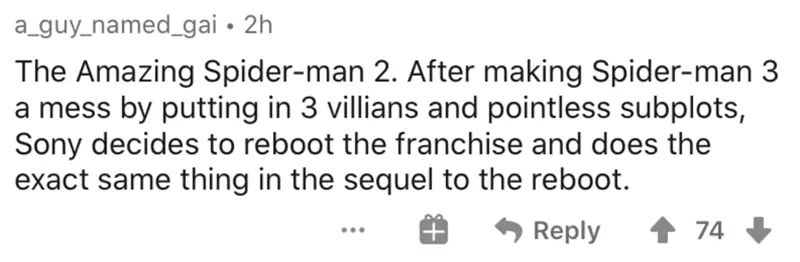 a_guy_named_gai • 2h
The Amazing Spider-man 2. After making Spider-man 3
a mess by putting in 3 villians and pointless subplots,
Sony decides to reboot the franchise and does the
exact same thing in the sequel to the reboot.
... Reply 74